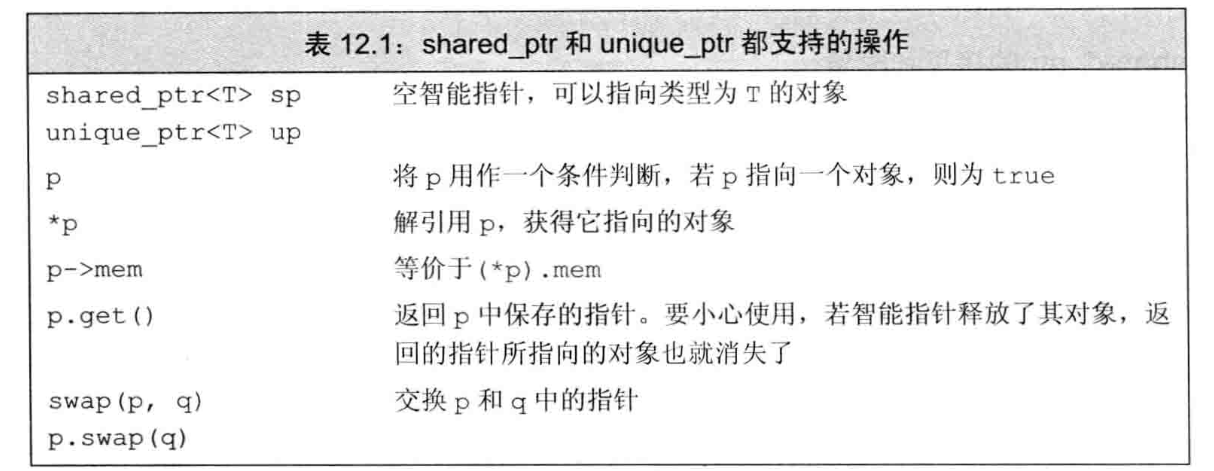 表 12.1：shared_ptr 和 unique_ptr 都支持的操作
shared_ptr<T> sp 空智能指针，可以指向类型为 T 的对象
unique_ptr<T> up
p 将 p 用作一个条件判断，若 p 指向一个对象，则为 true
*p 解引用 p，获得它指向的对象
p->mem 等价于(*p).mem
p.get() 返回 p 中保存的指针。要小心使用，若智能指针释放了其对象，返
回的指针所指向的对象也就消失了
swap(p, q) 交换 p 和 q 中的指针
p.swap(q)